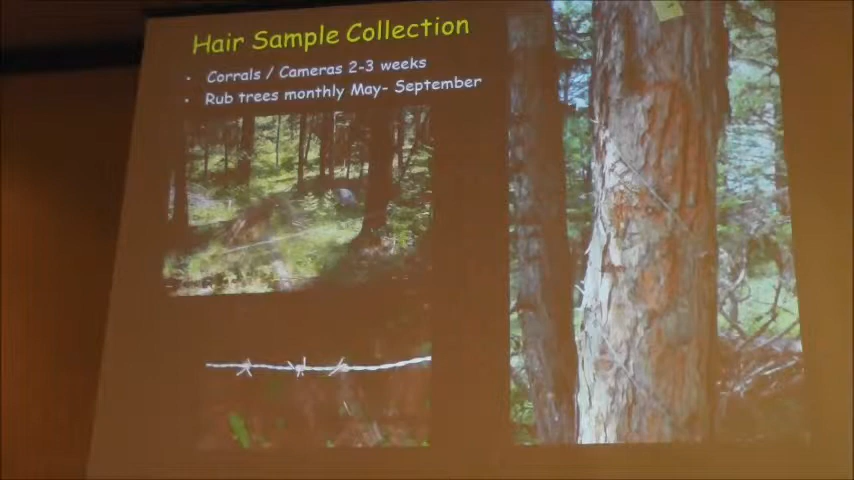 Hair Sample Collection
• Corrals / Cameras 2-3 weeks
• Rub trees monthly May- September